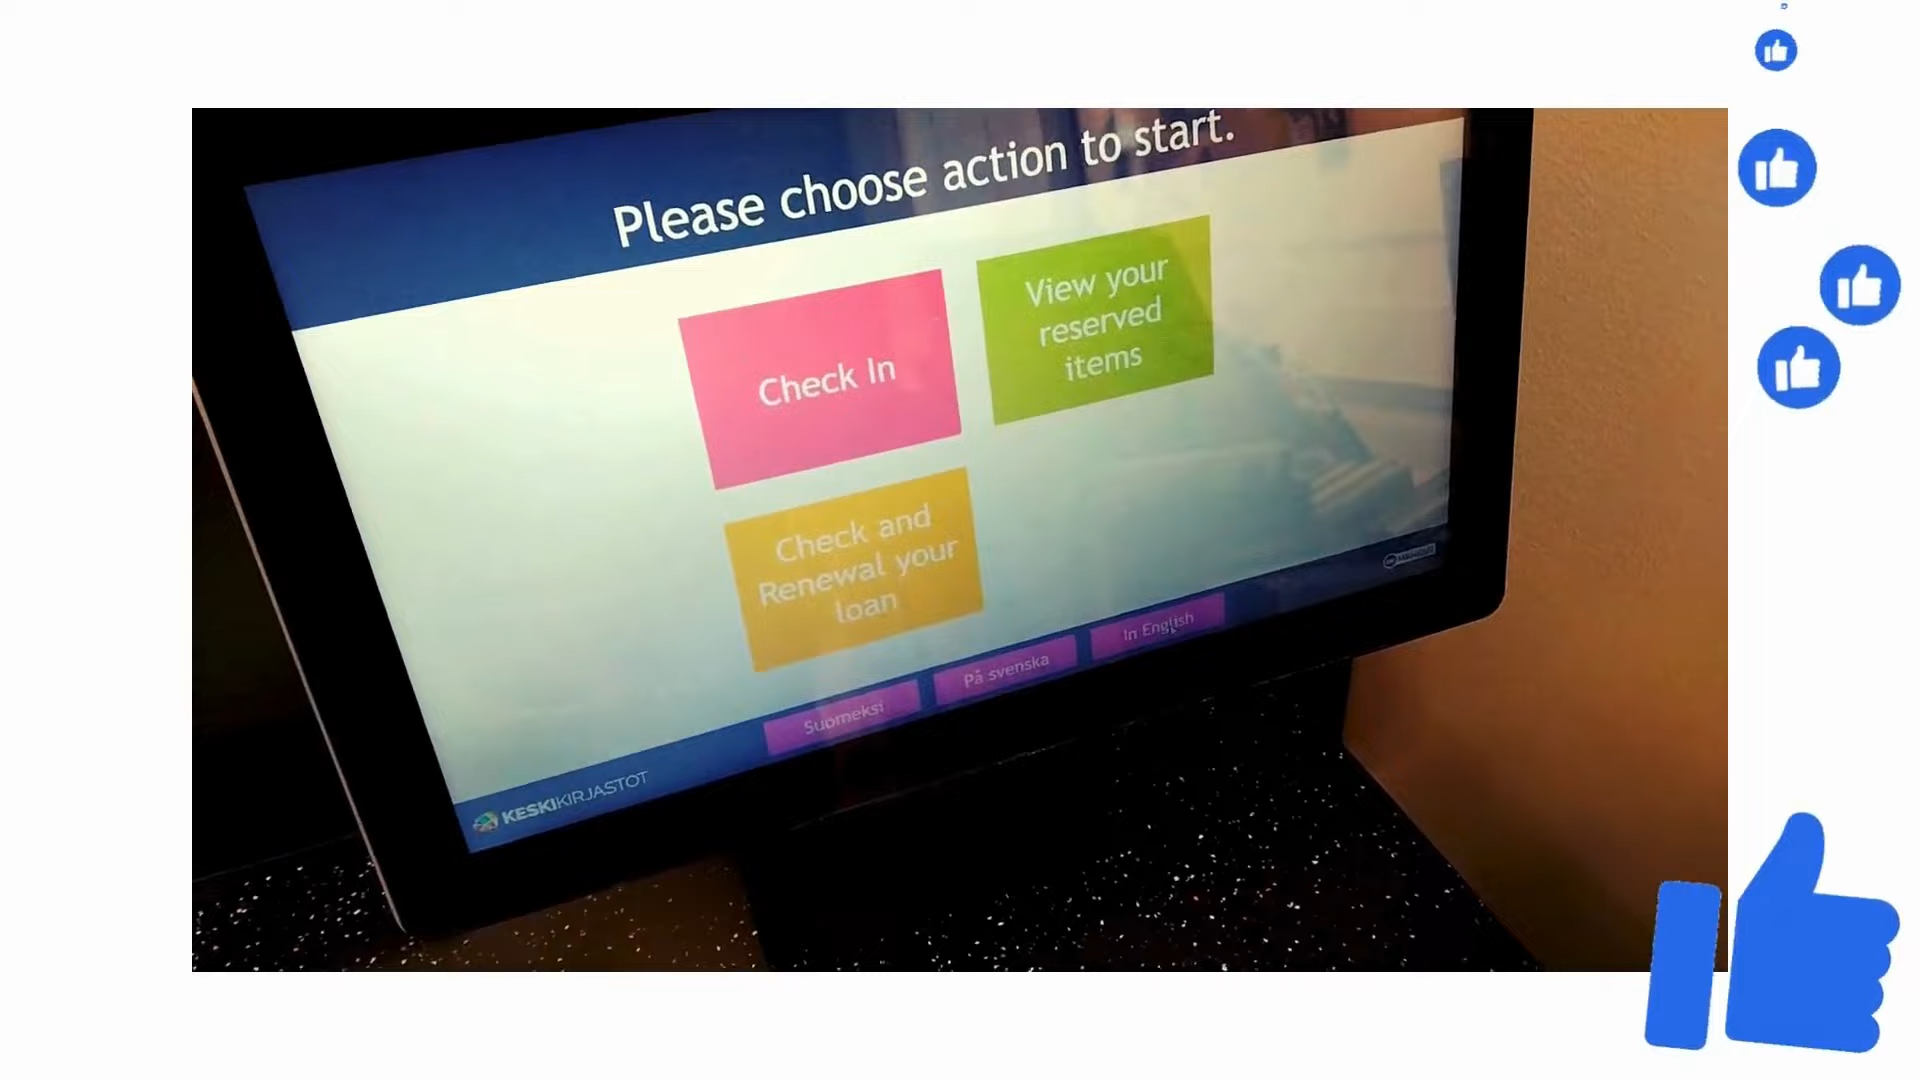 Please choose action to start.
Check In
View your
reserved
items
Check and
Renewal your
loan
Suomeksi
På svenska
In English
KESKIKIRJASTOT